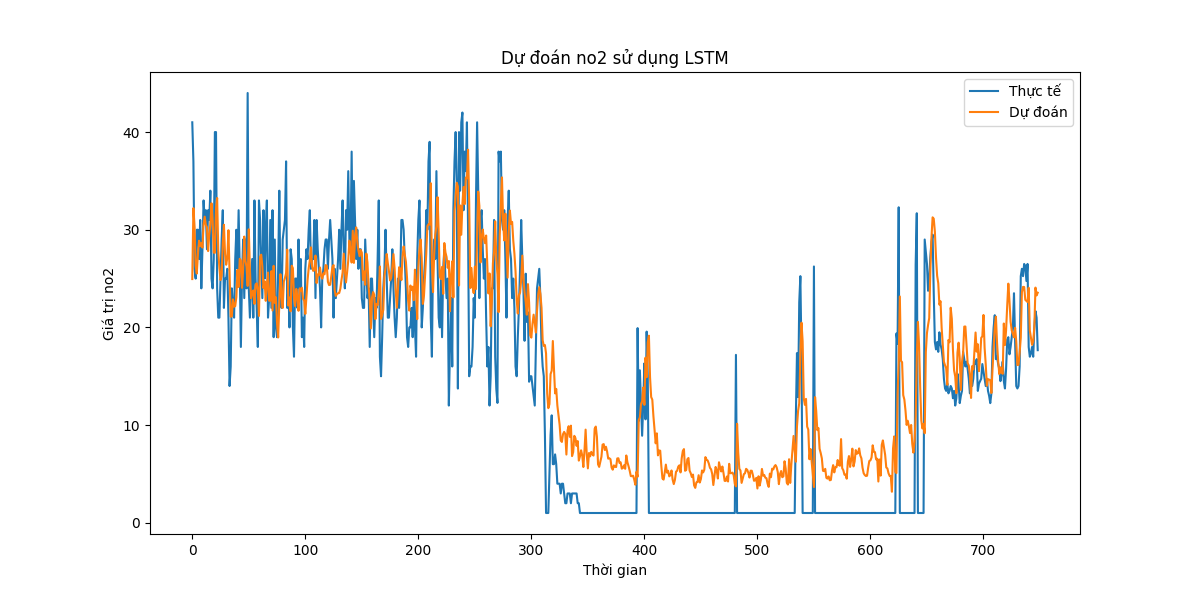 Dự đoán no2 sử dụng LSTM
Thực tế
Dự đoán
Giá trị no2
40
30
20
10
0
0 100 200 300 400 500 600 700
Thời gian